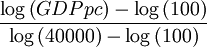 log (GDPpc) − log (100)
log (40000) − log (100)